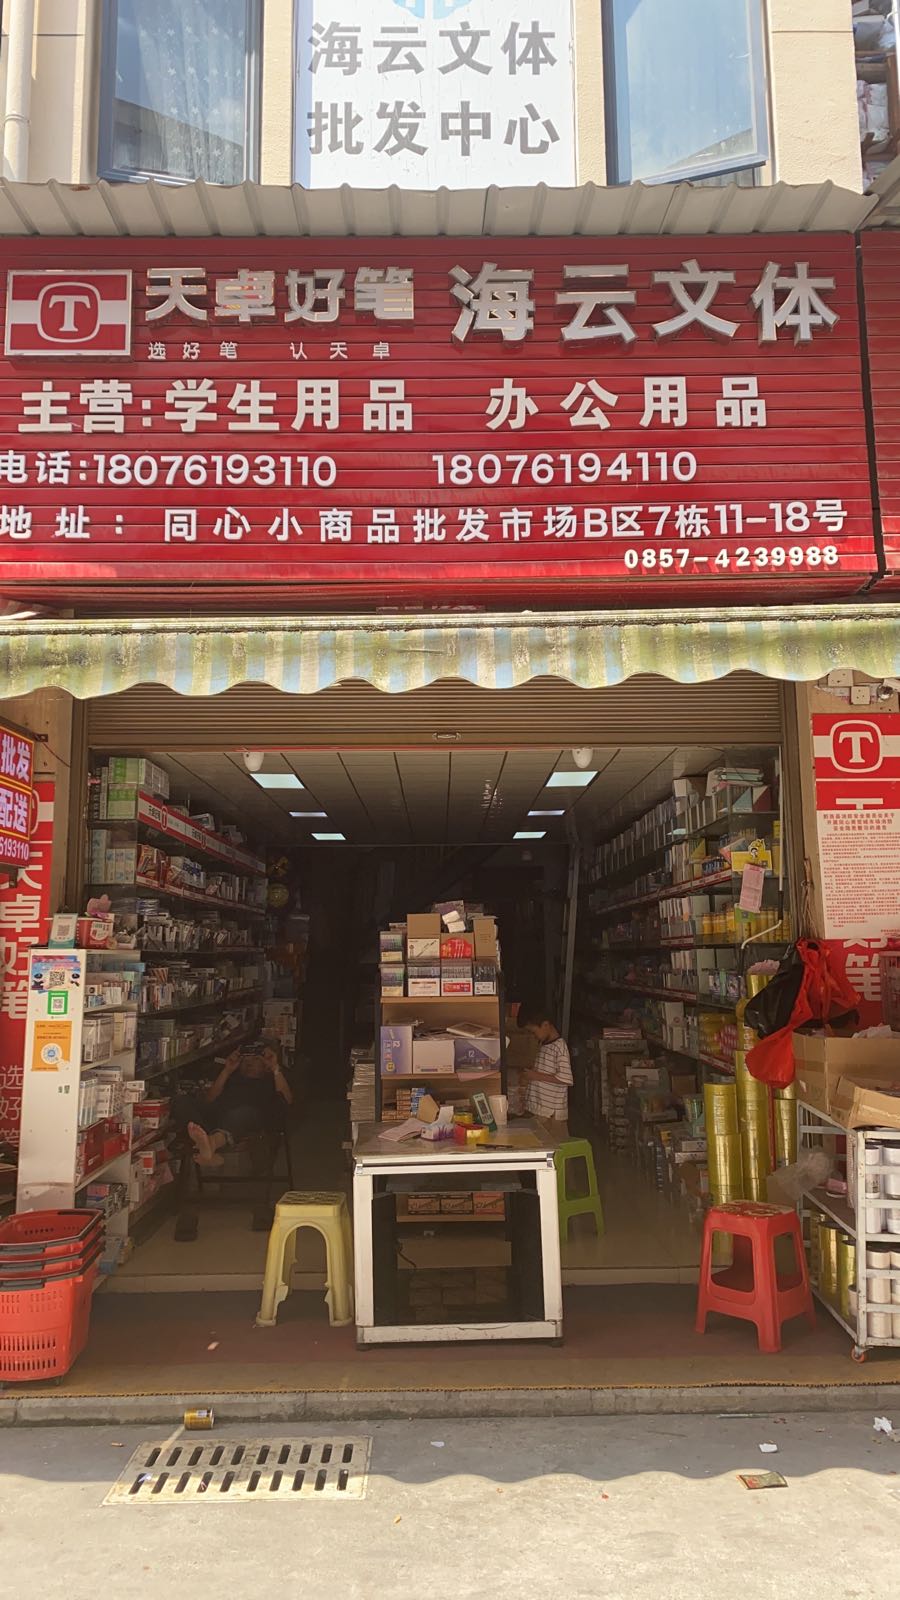 海云文体
批发中心
T 天卓好笔 海云文体
选好笔 认天卓
主营:学生用品 办公用品
电话:18076193110 18076194110
地址:同心小商品批发市场B区7栋11-18号
0857-4239988
批发
配送
6193110
天卓好笔
选好笔
T
好笔